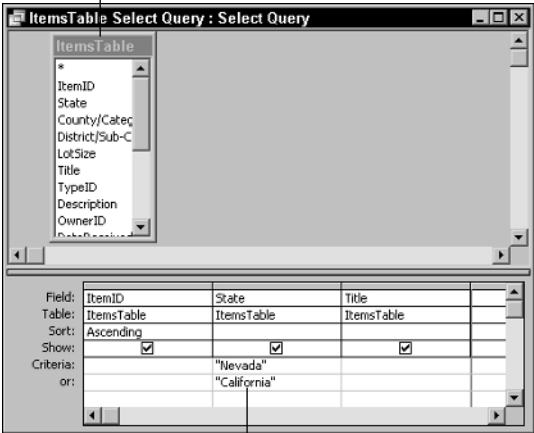 ItemsTable Select Query : Select Query
ItemsTable
*
ItemID
State
County/Categ
District/Sub-C
LotSize
Title
TypeID
Description
OwnerID
Field: ItemID State Title
Table: ItemsTable ItemsTable ItemsTable
Sort: Ascending
Show:
Criteria: "Nevada"
or: "California"